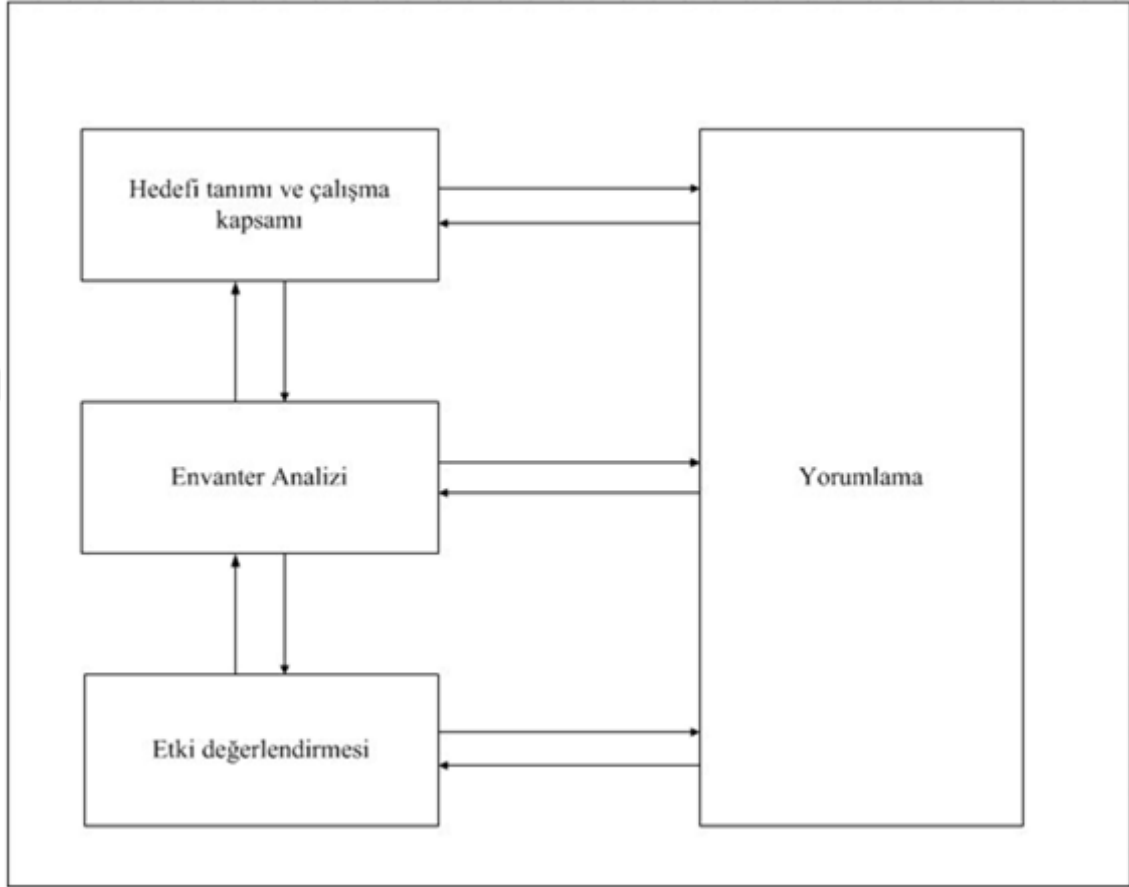 Hedefi tanımı ve çalışma
kapsamı
Envanter Analizi
Yorumlama
Etki değerlendirmesi